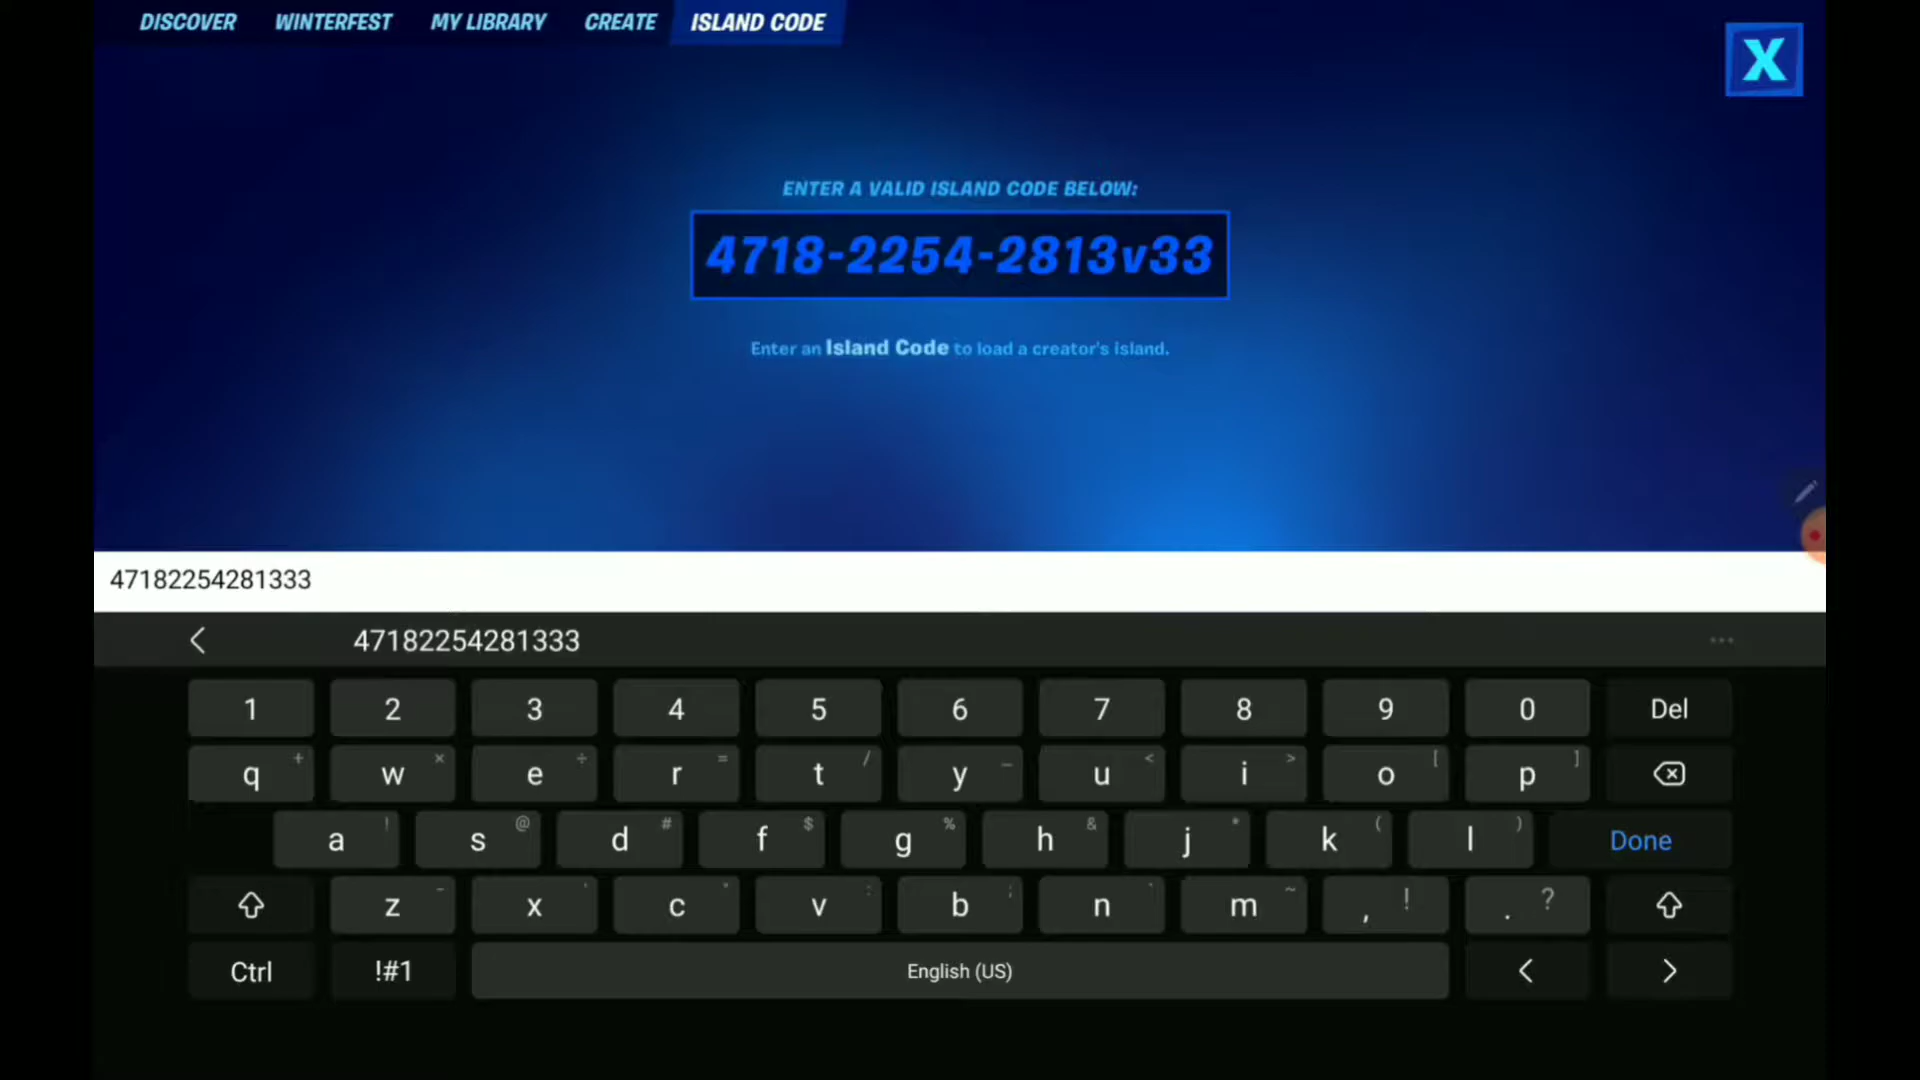 DISCOVER WINTERFEST MY LIBRARY CREATE ISLAND CODE
X
ENTER A VALID ISLAND CODE BELOW:
4718-2254-2813v33
Enter an Island Code to load a creator's island.
47182254281333
47182254281333 ...
1 2 3 4 5 6 7 8 9 0 Del
q + w × e ÷ r = t / y _ u < i > o [ p ]
a ! s @ d # f $ g % h & j * k ( l ) Done
z - x ' c " v : b ; n ` m ~ , ! . ?
Ctrl !#1 English (US) < >